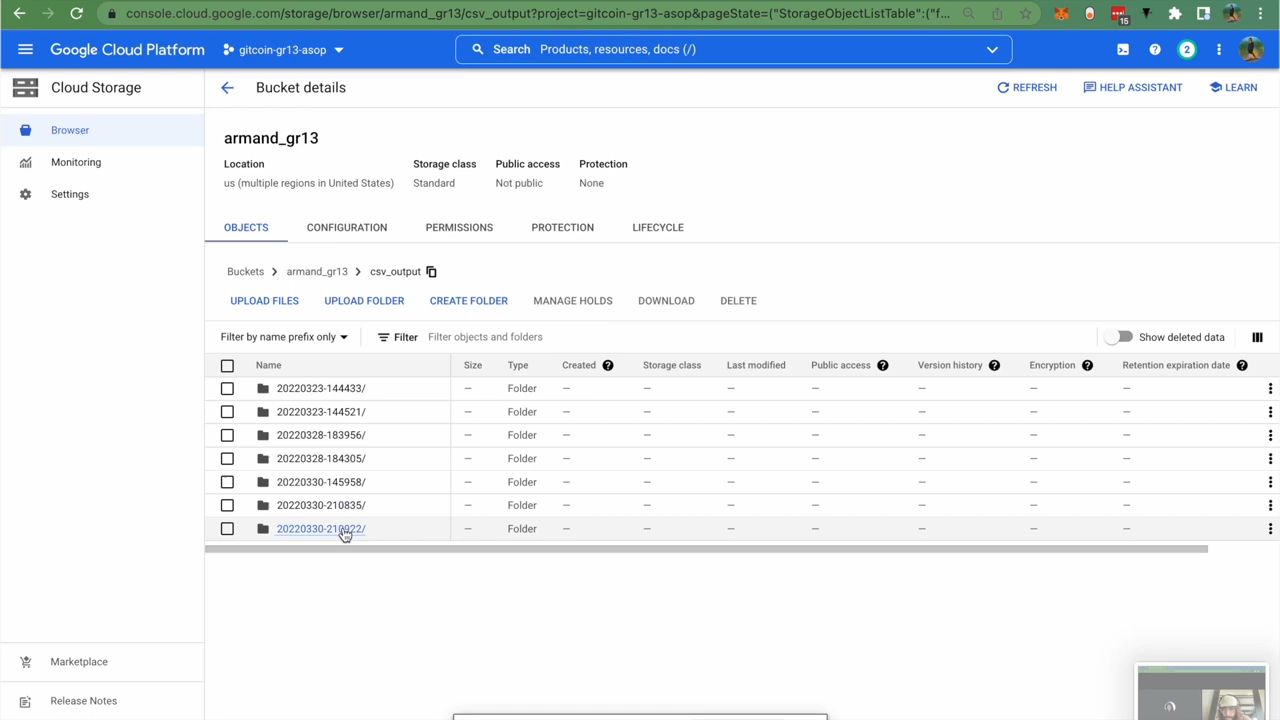 console.cloud.google.com/storage/browser/armand_gr13/csv_output?project=gitcoin-gr13-asop&pageState=("StorageObjectListTable":("f...
15
Google Cloud Platform
gitcoin-gr13-asop
Search Products, resources, docs (/)
2
Cloud Storage
Bucket details
REFRESH
HELP ASSISTANT
LEARN
Browser
Monitoring
Settings
armand_gr13
Location Storage class Public access Protection
us (multiple regions in United States) Standard Not public None
OBJECTS CONFIGURATION PERMISSIONS PROTECTION LIFECYCLE
Buckets > armand_gr13 > csv_output
UPLOAD FILES UPLOAD FOLDER CREATE FOLDER MANAGE HOLDS DOWNLOAD DELETE
Filter by name prefix only Filter Filter objects and folders Show deleted data
Name Size Type Created Storage class Last modified Public access Version history Encryption Retention expiration date
20220323-144433/ — Folder — — — — — — —
20220323-144521/ — Folder — — — — — — —
20220328-183956/ — Folder — — — — — — —
20220328-184305/ — Folder — — — — — — —
20220330-145958/ — Folder — — — — — — —
20220330-210835/ — Folder — — — — — — —
20220330-210922/ — Folder — — — — — — —
Marketplace
Release Notes